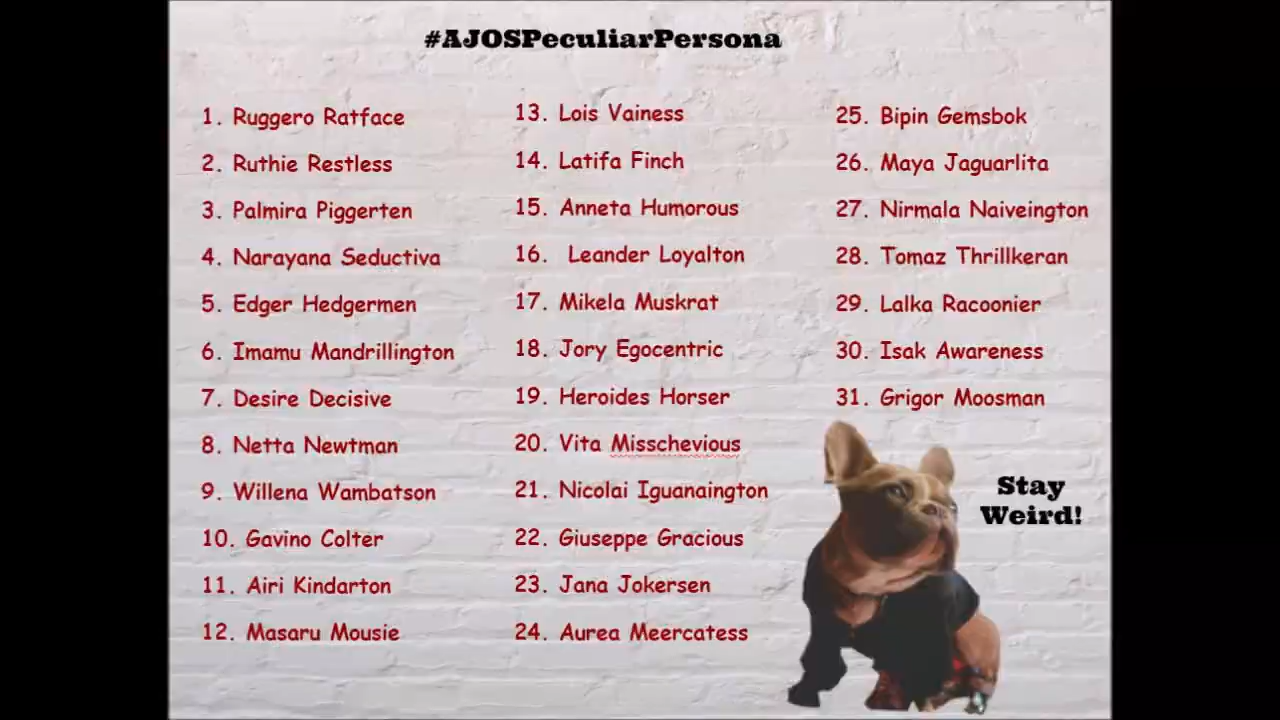 #AJOSPeculiarPersona
1. Ruggero Ratface
2. Ruthie Restless
3. Palmira Piggerten
4. Narayana Seductiva
5. Edger Hedgermen
6. Imamu Mandrillington
7. Desire Decisive
8. Netta Newtman
9. Willena Wambatson
10. Gavino Colter
11. Airi Kindarton
12. Masaru Mousie
13. Lois Vainess
14. Latifa Finch
15. Anneta Humorous
16. Leander Loyalton
17. Mikela Muskrat
18. Jory Egocentric
19. Heroides Horser
20. Vita Misschevious
21. Nicolai Iguanaington
22. Giuseppe Gracious
23. Jana Jokersen
24. Aurea Meercatess
25. Bipin Gemsbok
26. Maya Jaguarlita
27. Nirmala Naiveington
28. Tomaz Thrillkeran
29. Lalka Racoonier
30. Isak Awareness
31. Grigor Moosman
Stay
Weird!